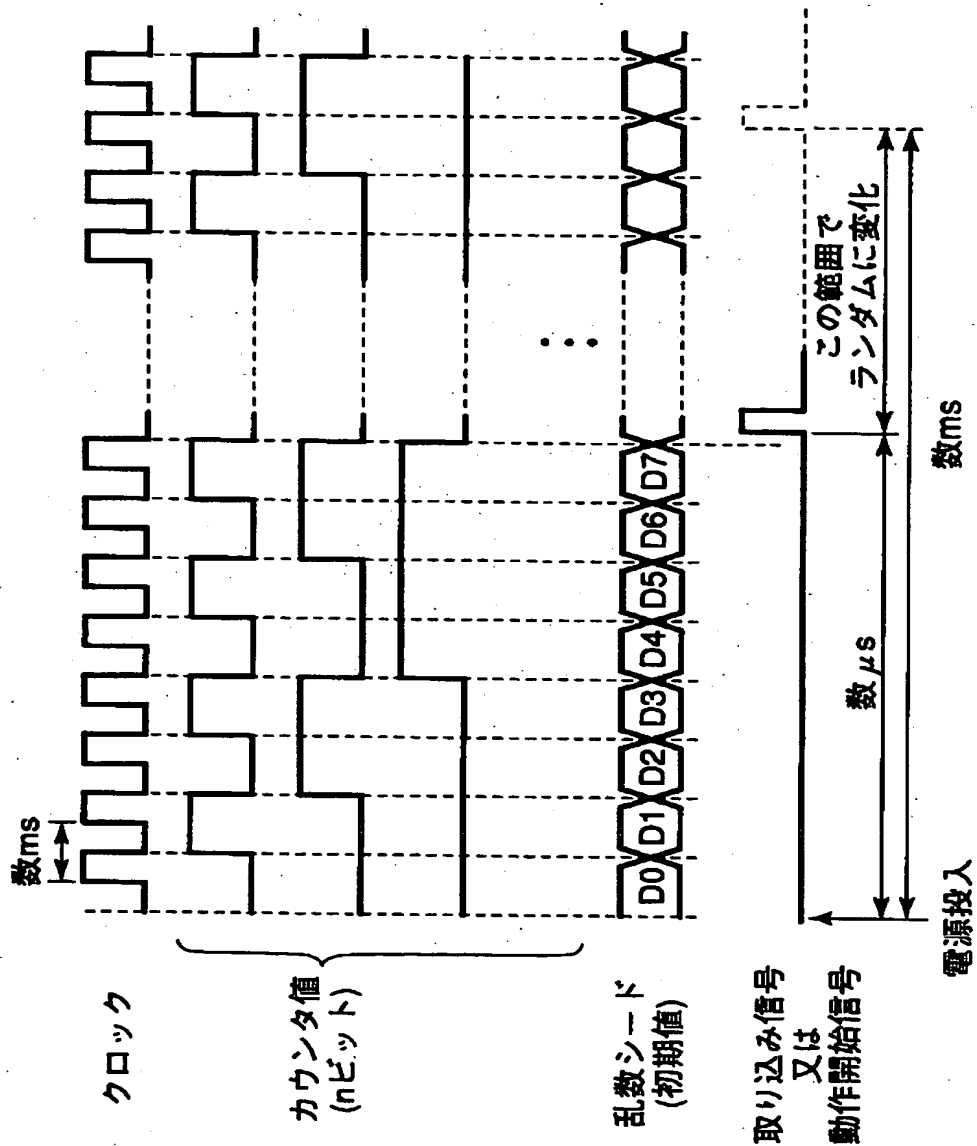 クロック
数ms
カウンタ値
(nビット)
乱数シード
(初期値)
D0
D1
D2
D3
D4
D5
D6
D7
取り込み信号
又は
動作開始信号
この範囲で
ランダムに変化
数μs
数ms
電源投入